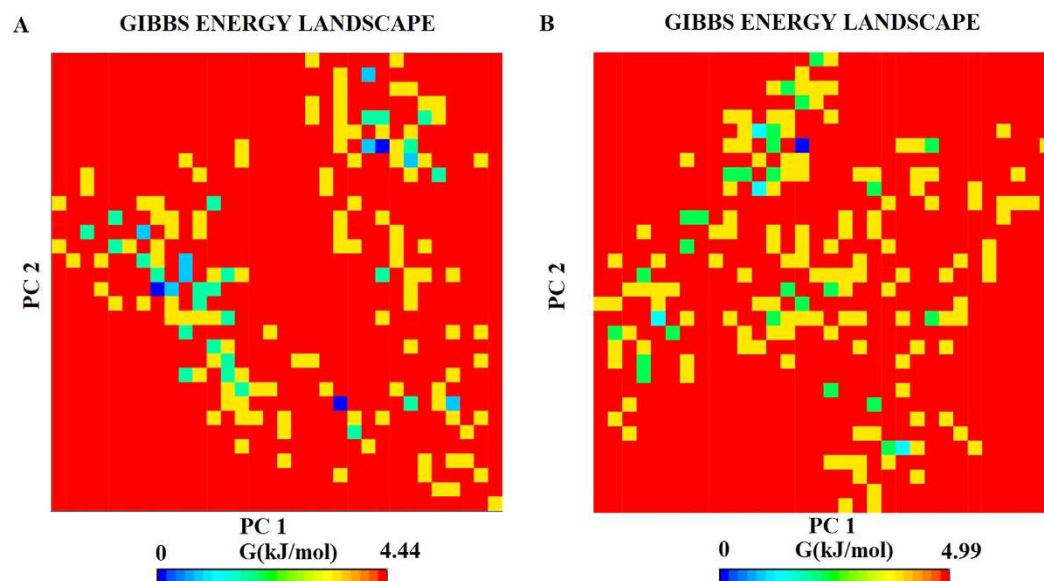 A
GIBBS ENERGY LANDSCAPE
PC 2
PC 1
0
G(kJ/mol)
4.44
B
GIBBS ENERGY LANDSCAPE
PC 2
PC 1
0
G(kJ/mol)
4.99